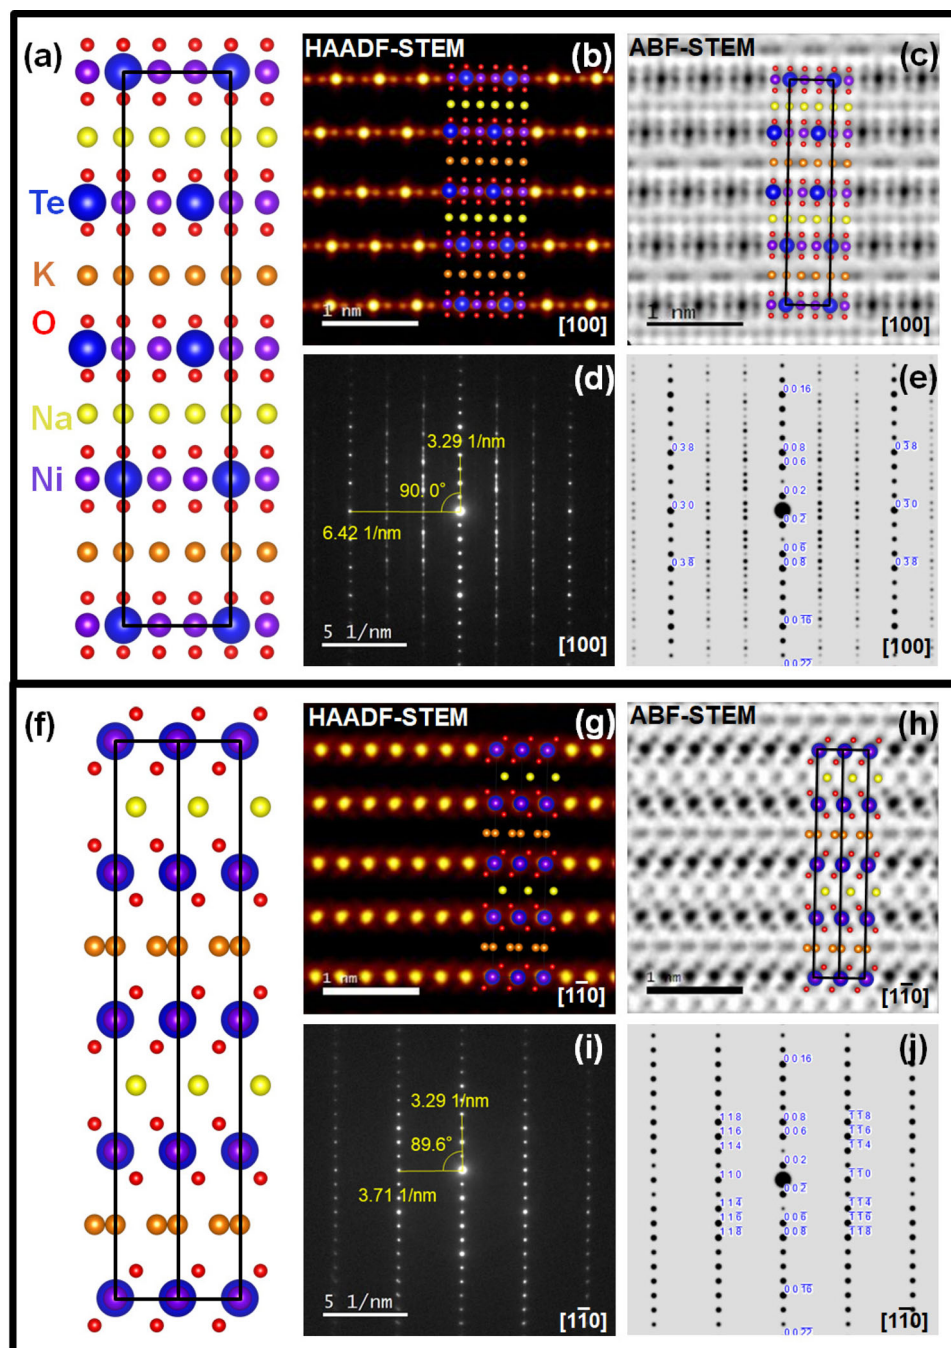 (a)
Te
K
O
Na
Ni
HAADF-STEM
(b)
1 nm
[100]
ABF-STEM
(c)
1 nm
[100]
(d)
3.29 1/nm
90.0°
6.42 1/nm
5 1/nm
[100]
(e)
0 0 16
0 3 8
0 0 8
0 3̄ 8
0 0 6
0 0 2
0 3 0
0 3̄ 0
0 0 2̄
0 0 6̄
0 3 8̄
0 0 8̄
0 3̄ 8̄
0 0 1̄6̄
0 0 2̄2̄
[100]
(f)
HAADF-STEM
(g)
1 nm
[11̄0]
ABF-STEM
(h)
1 nm
[11̄0]
(i)
3.29 1/nm
89.6°
3.71 1/nm
5 1/nm
[11̄0]
(j)
0 0 16
1 1 8
0 0 8
1̄ 1̄ 8
1 1 6
0 0 6
1̄ 1̄ 6
1 1 4
1̄ 1̄ 4
0 0 2
1 1 0
1̄ 1̄ 0
0 0 2̄
1 1 4̄
1̄ 1̄ 4̄
1 1 6̄
0 0 6̄
1̄ 1̄ 6̄
1 1 8̄
0 0 8̄
1̄ 1̄ 8̄
0 0 1̄6̄
0 0 2̄2̄
[11̄0]